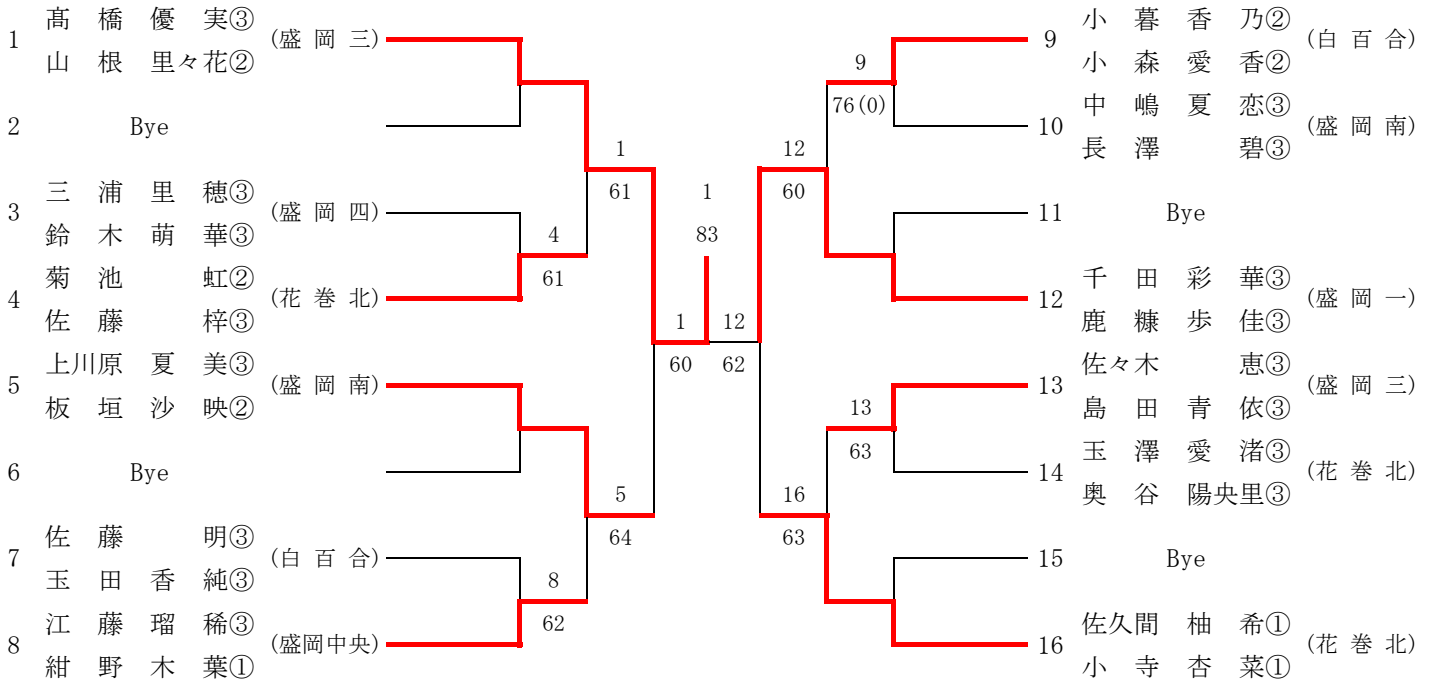 1 髙橋優実③ (盛岡三)
山根里々花②
2 Bye
3 三浦里穂③ (盛岡四)
鈴木萌華③
4 菊池虹② (花巻北)
佐藤梓③
5 上川原夏美③ (盛岡南)
板垣沙映②
6 Bye
7 佐藤明③ (白百合)
玉田香純③
8 江藤瑠稀③ (盛岡中央)
紺野木葉①
4
61
8
62
1
61
5
64
1
60
1
83
12
62
12
60
16
63
9
76(0)
13
63
9 小暮香乃② (白百合)
小森愛香②
10 中嶋夏恋③ (盛岡南)
長澤碧③
11 Bye
12 千田彩華③ (盛岡一)
鹿糠歩佳③
13 佐々木恵③ (盛岡三)
島田青依③
14 玉澤愛渚③ (花巻北)
奥谷陽央里③
15 Bye
16 佐久間柚希① (花巻北)
小寺杏菜①